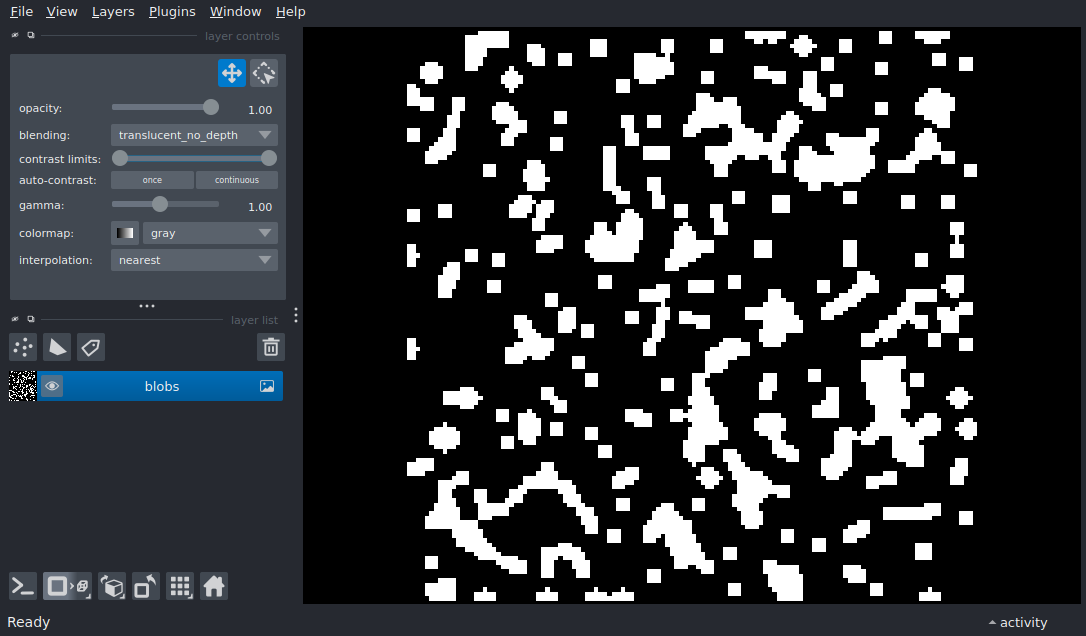 File View Layers Plugins Window Help
layer controls
opacity: 1.00
blending: translucent_no_depth
contrast limits:
auto-contrast: once continuous
gamma: 1.00
colormap: gray
interpolation: nearest
layer list
blobs
Ready activity